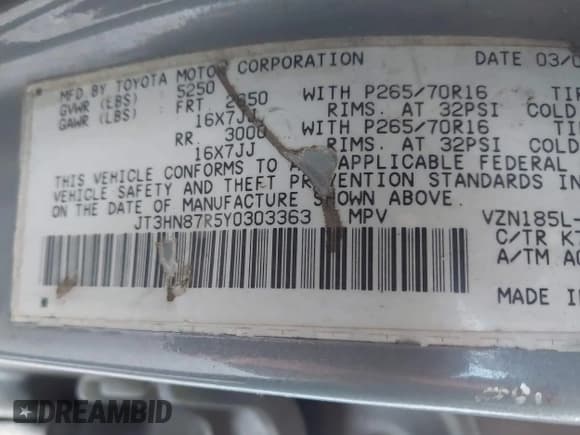 MFD BY TOYOTA MOTOR CORPORATION DATE 03/0
GVWR (LBS) 5250
GAWR (LBS) FRT 2650 WITH P265/70R16 TIR
16X7JJ RIMS. AT 32PSI COLD
RR. 3000 WITH P265/70R16 TI
16X7JJ RIMS. AT 32PSI COLD
THIS VEHICLE CONFORMS TO APPLICABLE FEDERAL
VEHICLE SAFETY AND THEFT PREVENTION STANDARDS IN
ON THE DATE OF MANUFACTURE SHOWN ABOVE.
JT3HN87R5Y0303363 MPV VZN185L-
C/TR K
A/TM A
MADE I
DREAMBID